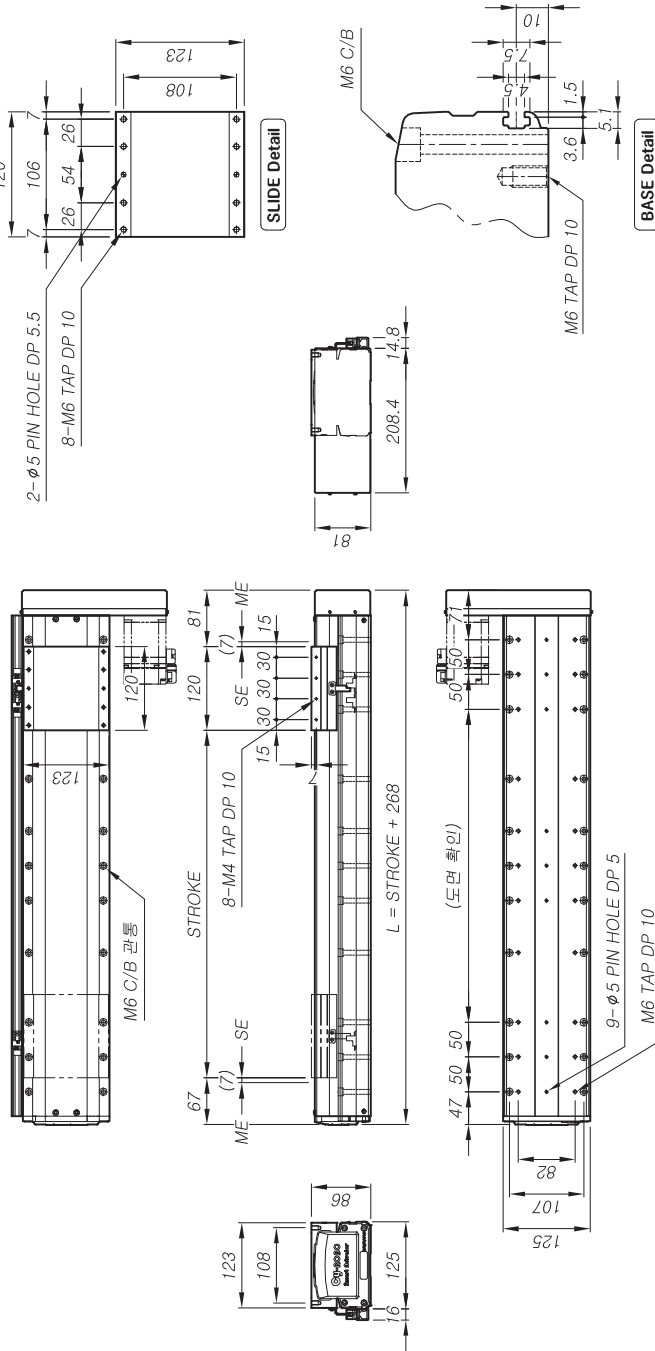 120
7
106
7
26
54
26
108
123
2-φ5 PIN HOLE DP 5.5
8-M6 TAP DP 10
SLIDE Detail
M6 C/B
10
7.5
4.5
1.5
3.6
5.1
M6 TAP DP 10
BASE Detail
81
208.4
14.8
123
120
M6 C/B 관통
67
STROKE
120
81
ME
(7)
SE
SE
(7)
ME
15
30
30
30
15
7
8-M4 TAP DP 10
L = STROKE + 268
123
108
86
Cy-ROBO
Smart Extruder
16
125
47
50
50
(도면 확인)
50
50
71
82
107
125
9-φ5 PIN HOLE DP 5
M6 TAP DP 10